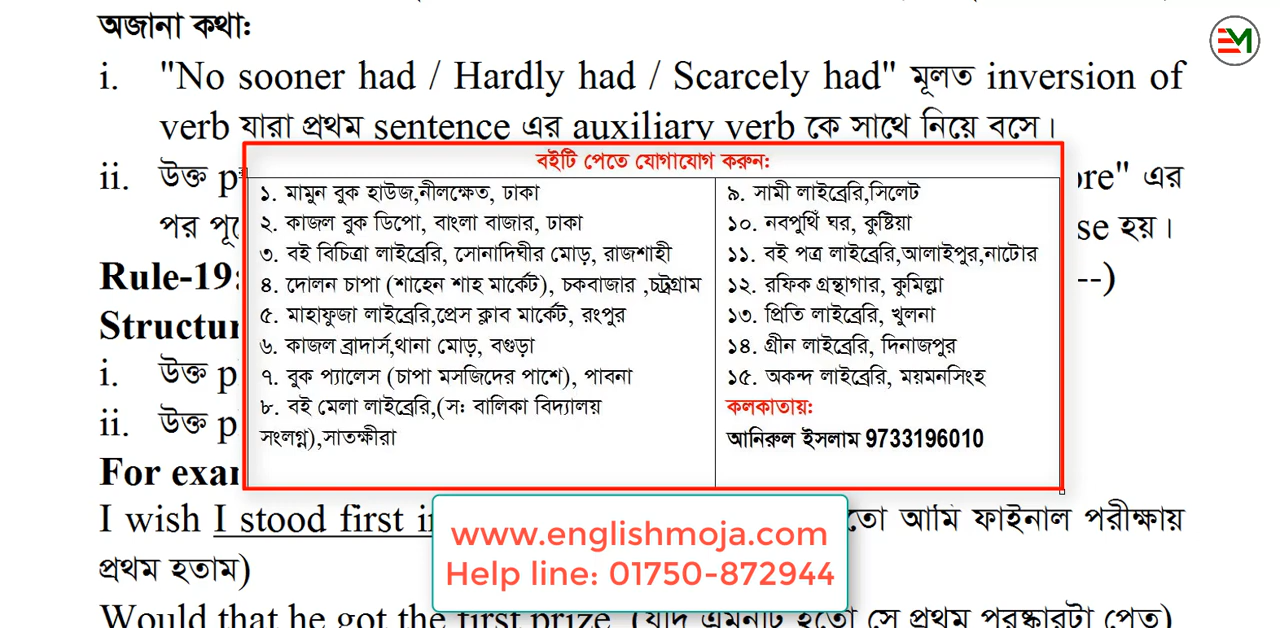 অজানা কথাঃ
EM
i. "No sooner had / Hardly had / Scarcely had" মূলত inversion of
verb যারা প্রথম sentence এর auxiliary verb কে সাথে নিয়ে বসে।
ii. উক্ত ore" এর
পর se হয়।
Rule-19: --)
i. উক্ত
ii. উক্ত
For
বইটি পেতে যোগাযোগ করুন:
১. মামুন বুক হাউজ,নীলক্ষেত, ঢাকা
২. কাজল বুক ডিপো, বাংলা বাজার, ঢাকা
৩. বই বিচিত্রা লাইব্রেরি, সোনাদিঘীর মোড়, রাজশাহী
৪. দোলন চাপা (শাহেন শাহ মার্কেট), চকবাজার ,চট্রগ্রাম
৫. মাহাফুজা লাইব্রেরি,প্রেস ক্লাব মার্কেট, রংপুর
৬. কাজল ব্রাদার্স,থানা মোড়, বগুড়া
৭. বুক প্যালেস (চাপা মসজিদের পাশে), পাবনা
৮. বই মেলা লাইব্রেরি,(সঃ বালিকা বিদ্যালয়
সংলগ্ন),সাতক্ষীরা
৯. সামী লাইব্রেরি,সিলেট
১০. নবপুথিঁ ঘর, কুষ্টিয়া
১১. বই পত্র লাইব্রেরি,আলাইপুর,নাটোর
১২. রফিক গ্রন্থাগার, কুমিল্লা
১৩. প্রিতি লাইব্রেরি, খুলনা
১৪. গ্রীন লাইব্রেরি, দিনাজপুর
১৫. অকন্দ লাইব্রেরি, ময়মনসিংহ
কলকাতায়:
আনিরুল ইসলাম 9733196010
I wish I stood first আমি ফাইনাল পরীক্ষায়
প্রথম হতাম)
www.englishmoja.com
Help line: 01750-872944
Would that he got the first prize. (যদি এমনটি হতো সে প্রথম পুরষ্কারটা পেত)